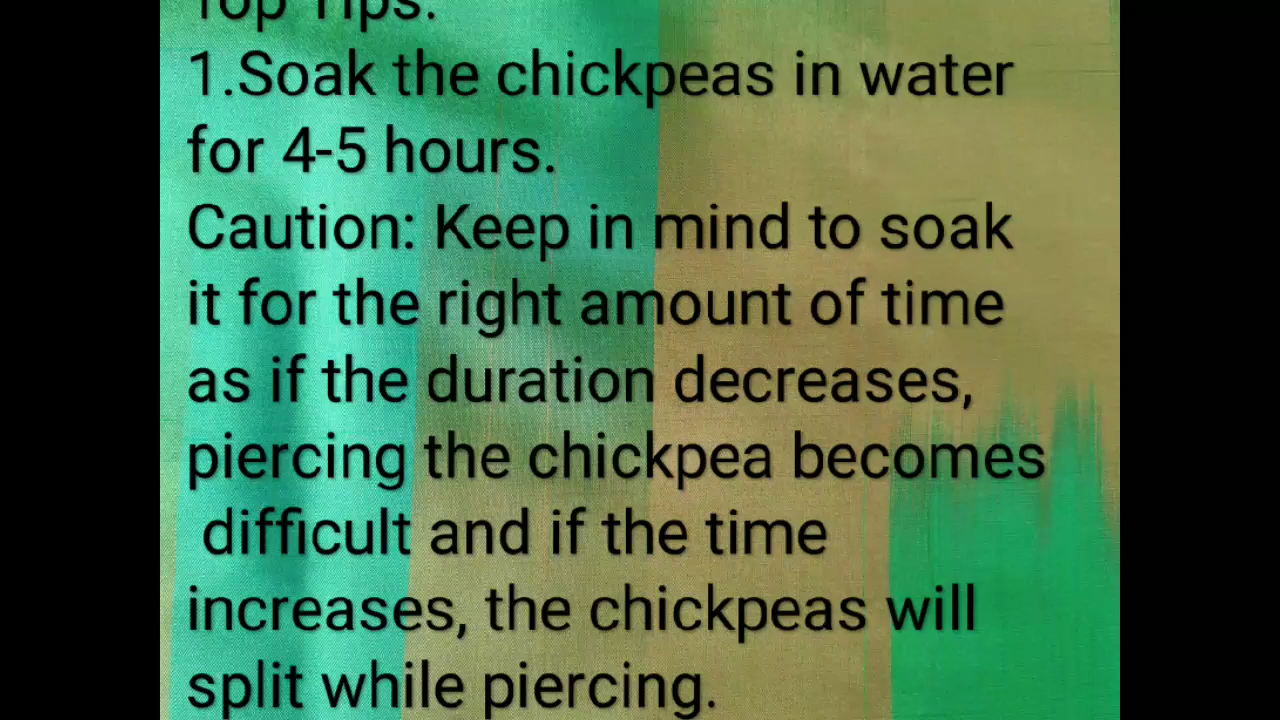 Top Tips:
1.Soak the chickpeas in water
for 4-5 hours.
Caution: Keep in mind to soak
it for the right amount of time
as if the duration decreases,
piercing the chickpea becomes
difficult and if the time
increases, the chickpeas will
split while piercing.